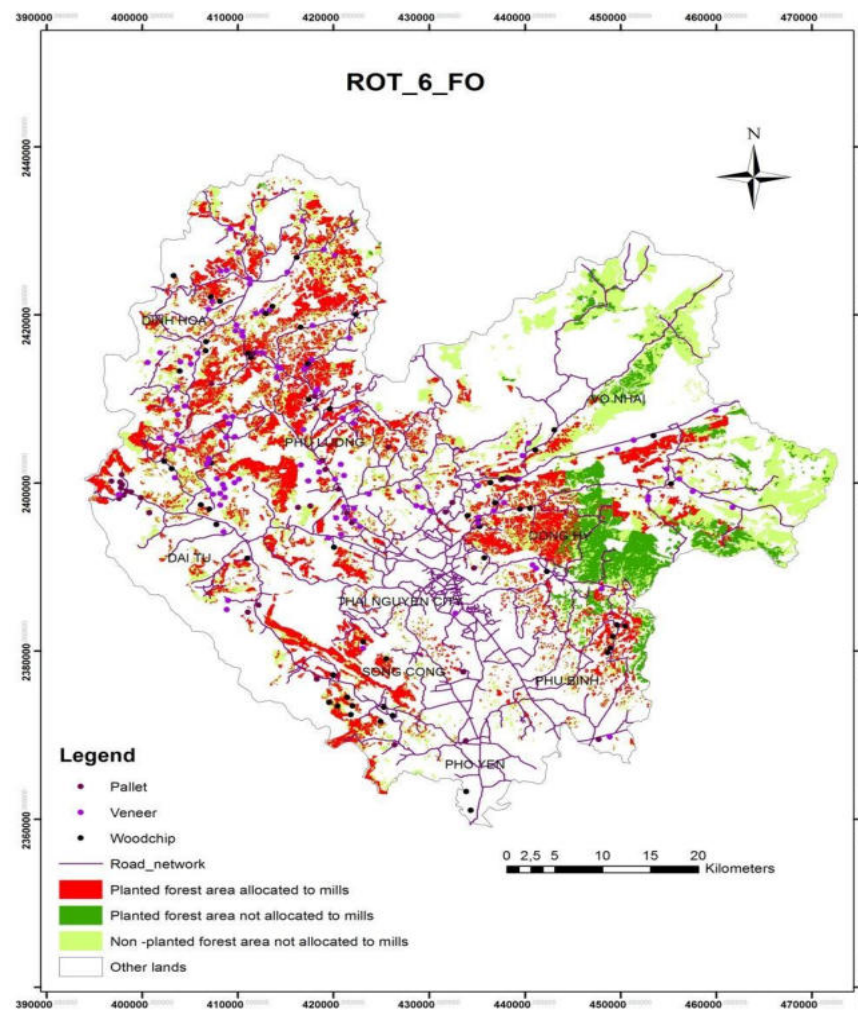 390000 400000 410000 420000 430000 440000 450000 460000 470000
ROT_6_FO
N
2440000
2420000
2400000
2380000
2360000
DINH HOA
VO NHAI
PHU LUONG
DONG HY
DAI TU
THAI NGUYEN CITY
SONG CONG
PHU BINH
PHO YEN
Legend
Pallet
Veneer
Woodchip
Road_network
Planted forest area allocated to mills
Planted forest area not allocated to mills
Non -planted forest area not allocated to mills
Other lands
0 2,5 5 10 15 20
Kilometers
390000 400000 410000 420000 430000 440000 450000 460000 470000